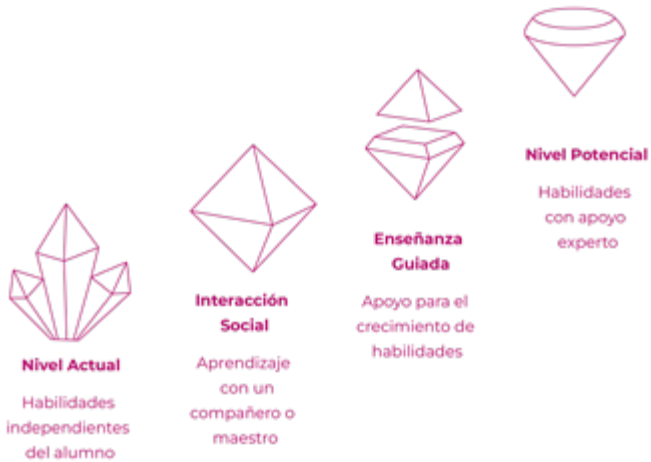 Nivel Actual
Habilidades
independientes
del alumno
Interacción
Social
Aprendizaje
con un
compañero o
maestro
Enseñanza
Guiada
Apoyo para el
crecimiento de
habilidades
Nivel Potencial
Habilidades
con apoyo
experto